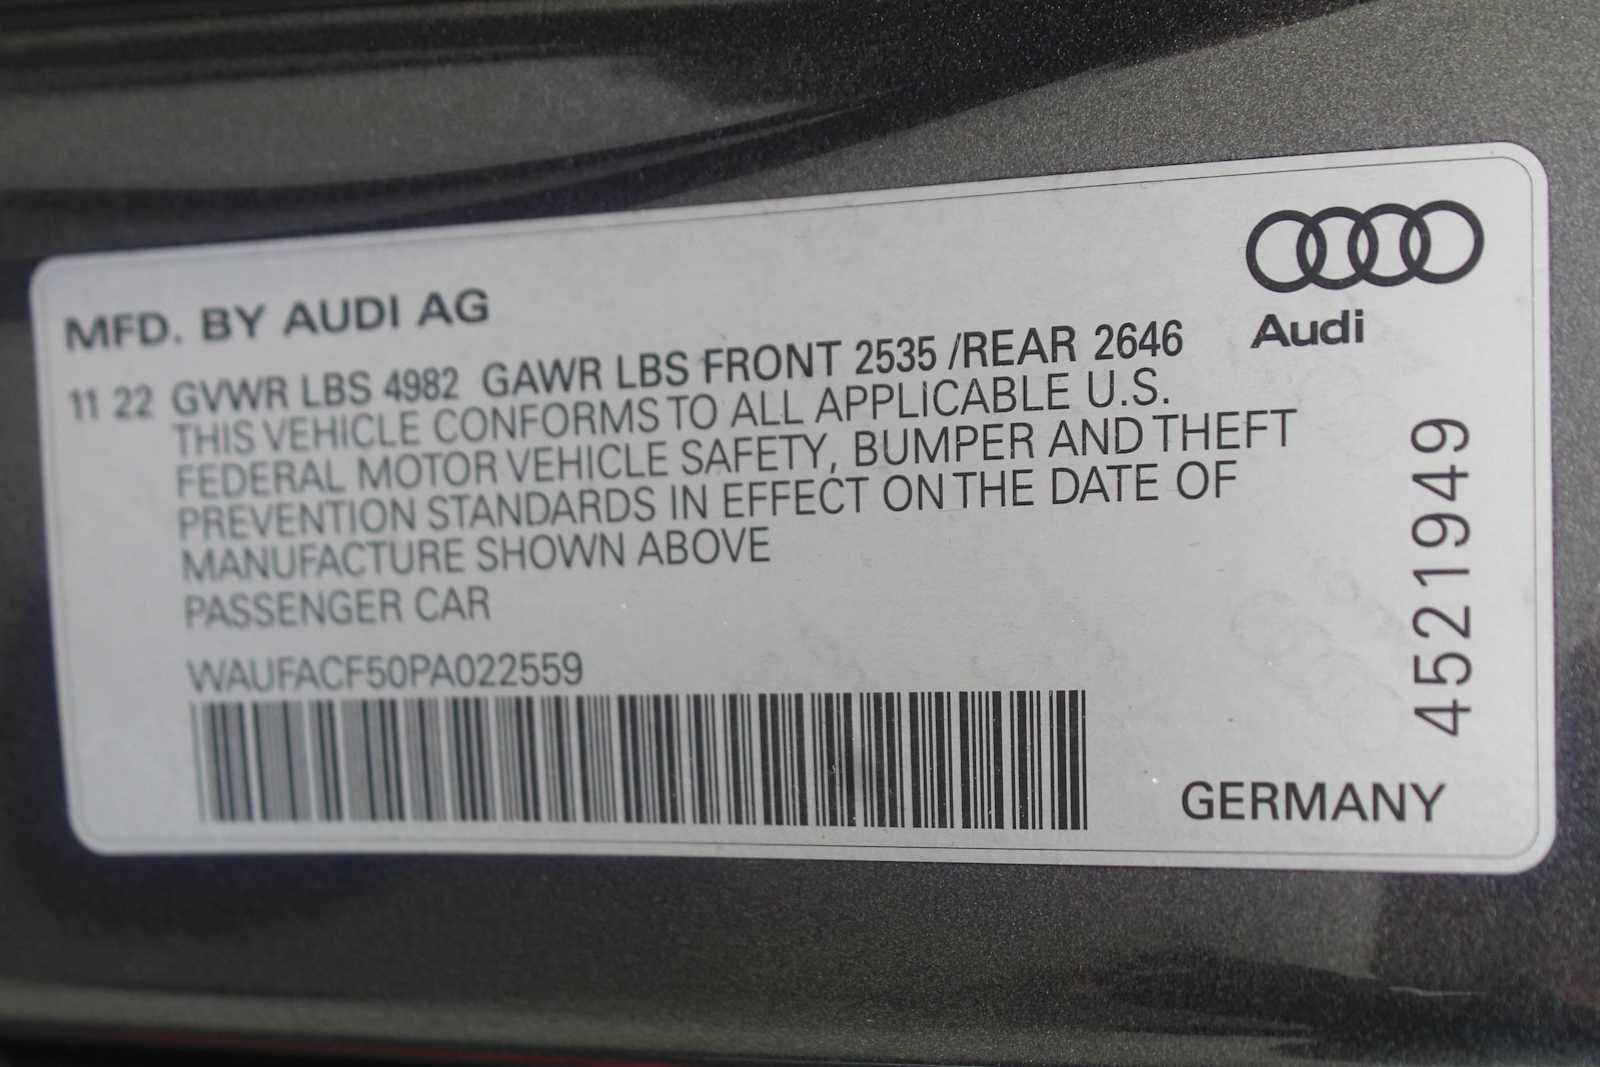 Audi
MFD. BY AUDI AG
11 22 GVWR LBS 4982 GAWR LBS FRONT 2535 /REAR 2646
THIS VEHICLE CONFORMS TO ALL APPLICABLE U.S.
FEDERAL MOTOR VEHICLE SAFETY, BUMPER AND THEFT
PREVENTION STANDARDS IN EFFECT ON THE DATE OF
MANUFACTURE SHOWN ABOVE
PASSENGER CAR
WAUFACF50PA022559
4521949
GERMANY